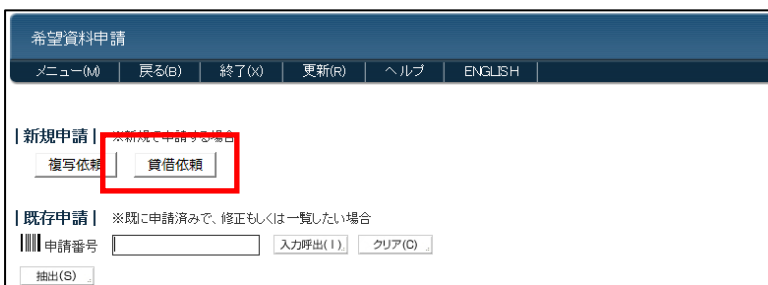 希望資料申請
メニュー(M) 戻る(B) 終了(X) 更新(R) ヘルプ ENGLISH
|新規申請| ※新規で申請する場合
複写依頼 貸借依頼
|既存申請| ※既に申請済みで、修正もしくは一覧したい場合
申請番号 入力呼出(I) クリア(C)
抽出(S)